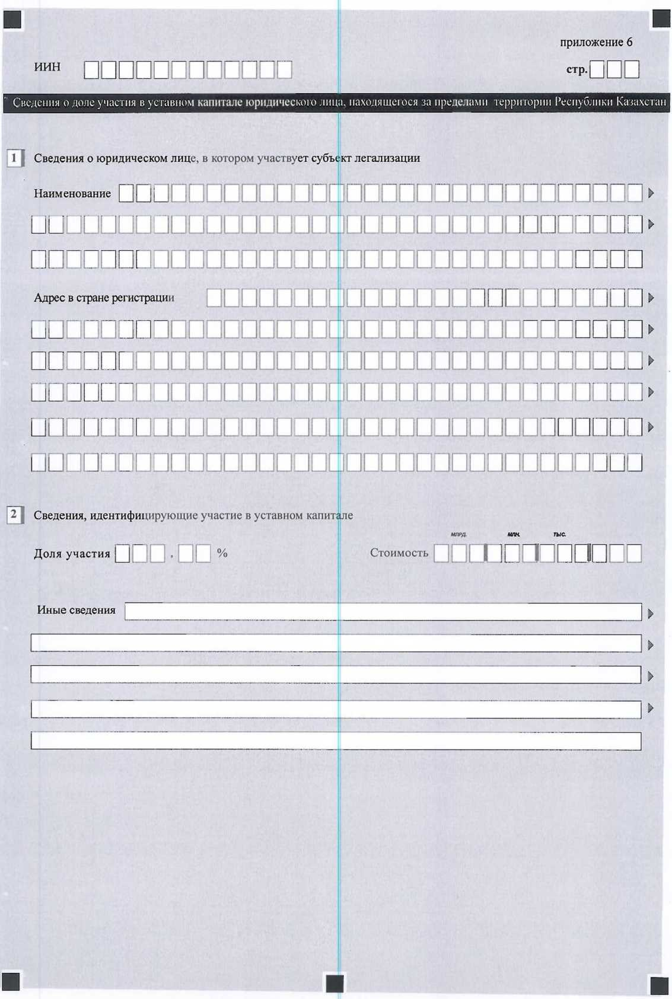 приложение 6
ИИН
стр.
Сведения о доле участия в уставном капитале юридического лица, находящегося за пределами территории Республики Казахстан
1 Сведения о юридическом лице, в котором участвует субъект легализации
Наименование
Адрес в стране регистрации
2 Сведения, идентифицирующие участие в уставном капитале
млрд. млн. тыс.
Доля участия , % Стоимость
Иные сведения